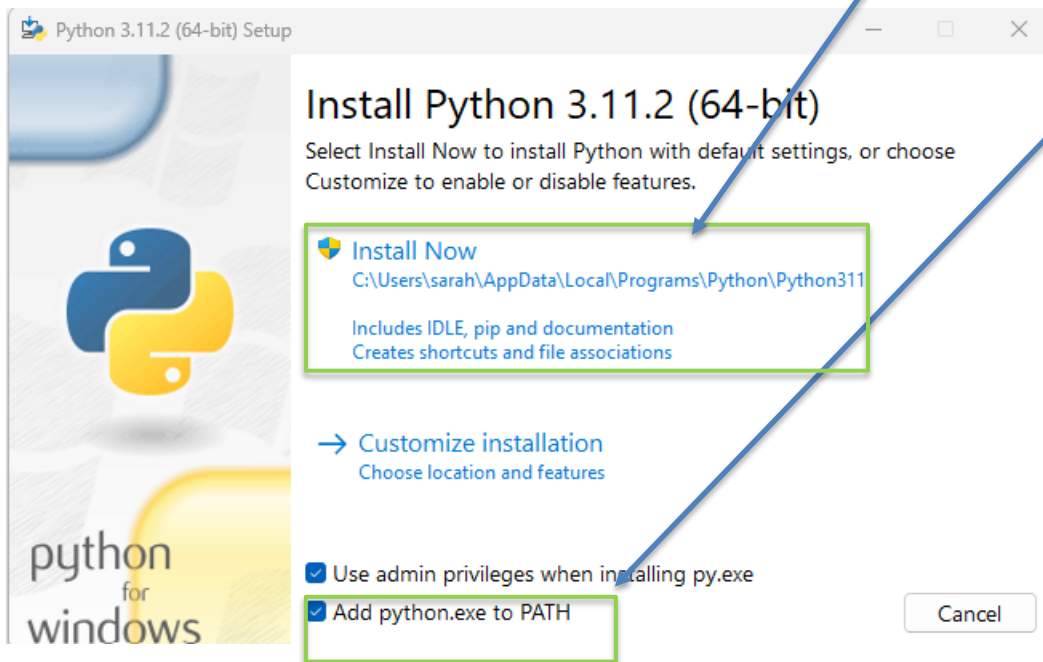 Python 3.11.2 (64-bit) Setup
Install Python 3.11.2 (64-bit)
Select Install Now to install Python with default settings, or choose
Customize to enable or disable features.
Install Now
C:\Users\sarah\AppData\Local\Programs\Python\Python311
Includes IDLE, pip and documentation
Creates shortcuts and file associations
Customize installation
Choose location and features
python
for
windows
Use admin privileges when installing py.exe
Add python.exe to PATH
Cancel